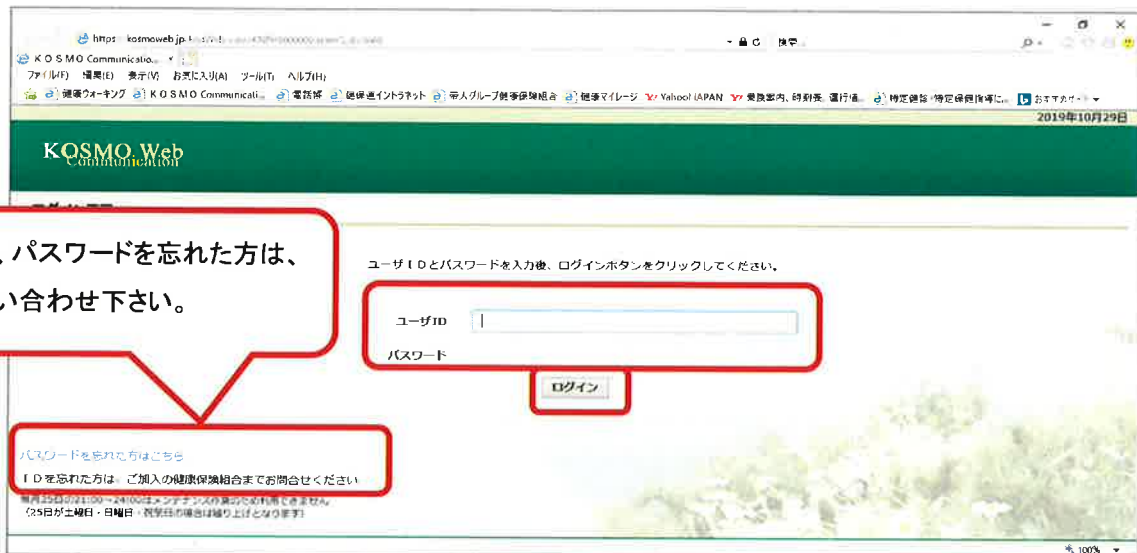 https://kosmoweb.jp
検索...
KOSMO Communicatio...
ファイル(F) 編集(E) 表示(V) お気に入り(A) ツール(T) ヘルプ(H)
健康ウォーキング KOSMO Communicati... 電話帳 健保連イントラネット 帝人グループ健康保険組合 健康マイレージ Yahoo! JAPAN 乗換案内、時刻表、運行情... 特定健診・特定保健指導に... おすすめサイト
2019年10月29日
KOSMO Web
Communication
、パスワードを忘れた方は、
い合わせ下さい。
ユーザIDとパスワードを入力後、ログインボタンをクリックしてください。
ユーザID
パスワード
ログイン
パスワードを忘れた方はこちら
IDを忘れた方は、ご加入の健康保険組合までお問合せください
毎月25日の21:00～24:00はメンテナンス作業のため利用できません
(25日が土曜日・日曜日・祝祭日の場合は繰り上げとなります)
100%